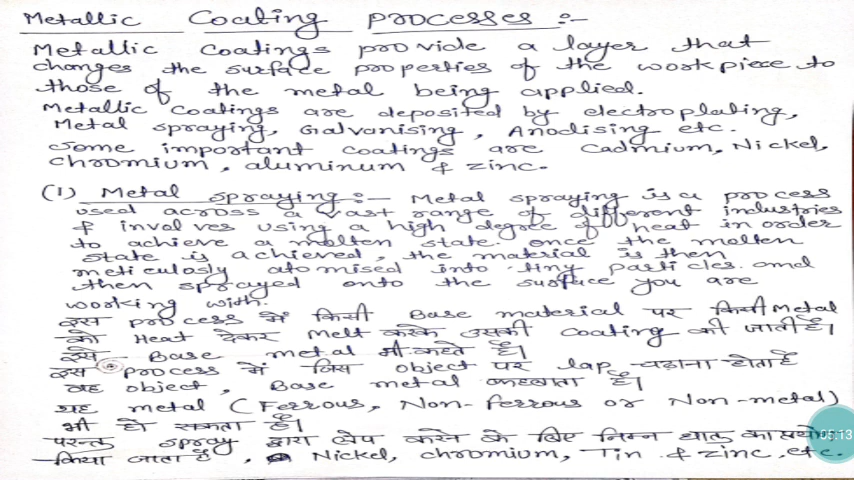 Metallic Coating Processes :-
Metallic Coatings provide a layer that
changes the surface properties of the workpiece to
those of the metal being applied.
Metallic coatings are deposited by electroplating,
Metal spraying, Galvanising, Anodising etc.
some important coatings are Cadmium, Nickel,
chromium, aluminum & zinc.
(1) Metal spraying :- Metal spraying is a process
used across a vast range of different industries
& involves using a high degree of heat in order
to achieve a molten state. once the molten
state is achieved, the material is then
meticulosly atomised into tiny particles and
then sprayed onto the surface you are
working with.
इस process में किसी Base material पर किसी Metal
को Heat देकर Melt करके उसकी Coating की जाती है।
इसे Base metal भी कहते हैं।
इस process में जिस object पर lap चढाना होता है
वह object, Base metal कहलाता है।
यह metal (Ferrous, Non-ferrous or Non-metal)
भी हो सकता है।
परन्तु spray द्वारा लेप करने के लिए निम्न धातु का
किया जाता है, Nickel, chromium, Tin & zinc, etc.
05:13